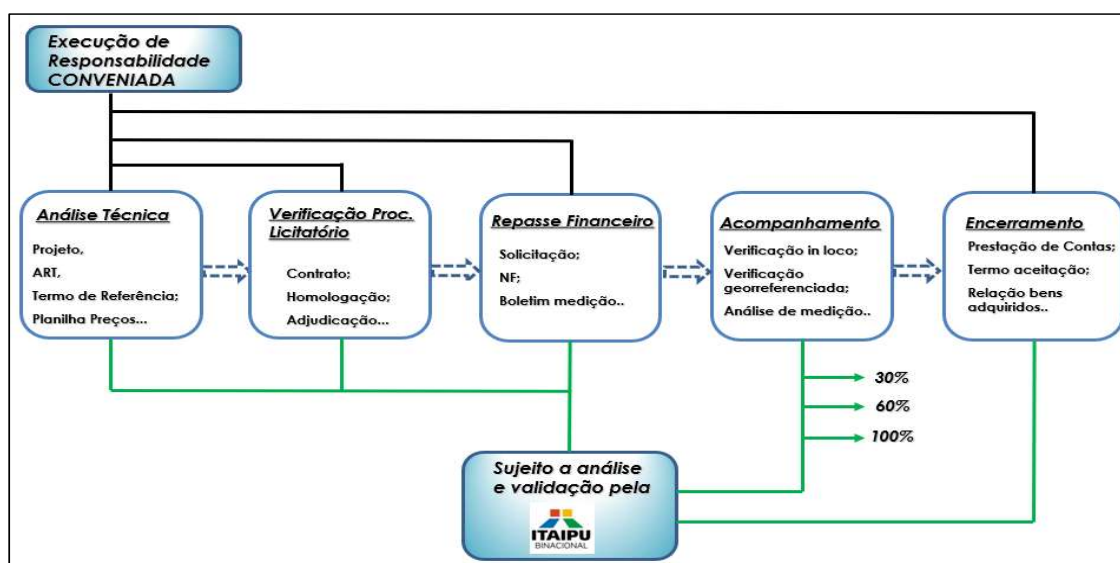 Execução de
Responsabilidade
CONVENIADA
Análise Técnica
Projeto,
ART,
Termo de Referência;
Planilha Preços...
Verificação Proc.
Licitatório
Contrato;
Homologação;
Adjudicação...
Repasse Financeiro
Solicitação;
NF;
Boletim medição..
Acompanhamento
Verificação in loco;
Verificação
georreferenciada;
Análise de medição..
Encerramento
Prestação de Contas;
Termo aceitação;
Relação bens
adquiridos..
30%
60%
100%
Sujeito a análise
e validação pela
ITAIPU
BINACIONAL